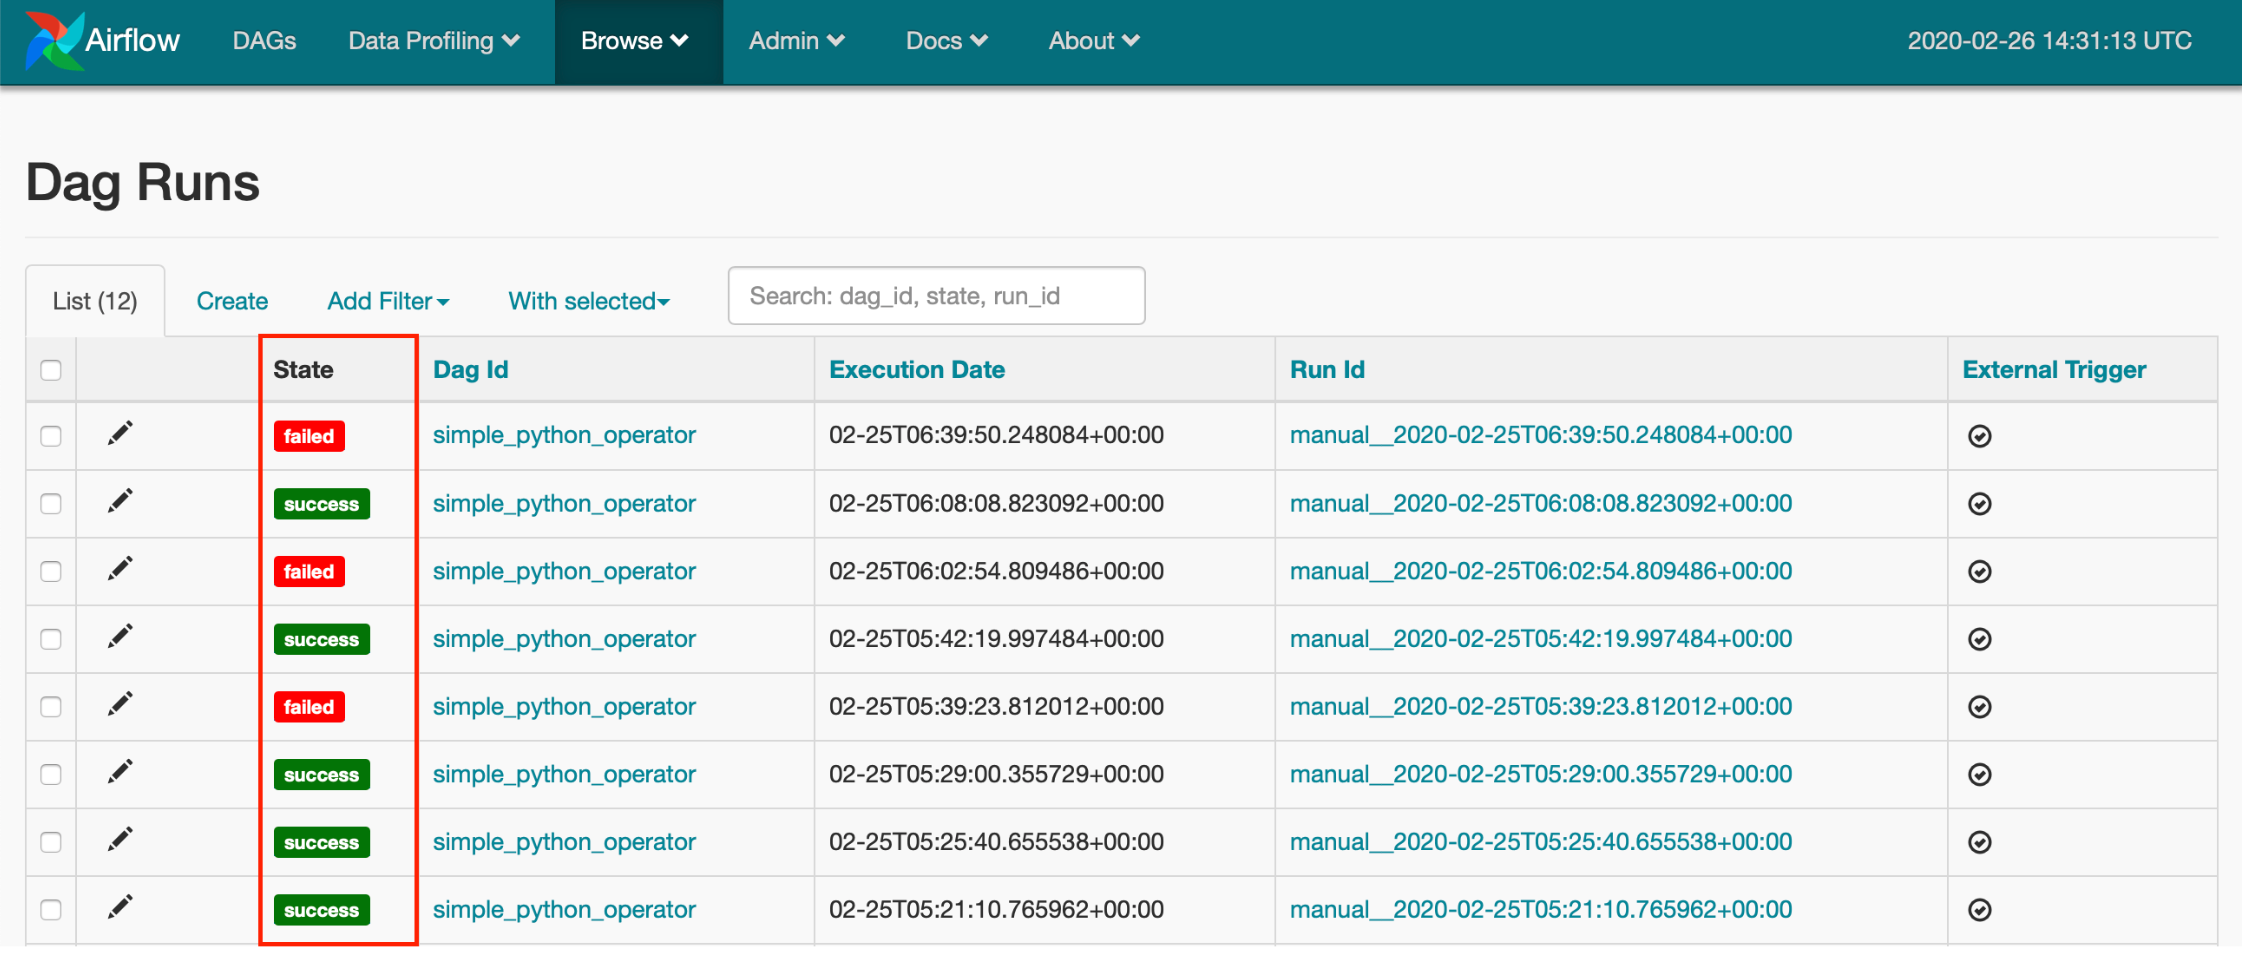 Airflow DAGs Data Profiling Browse Admin Docs About 2020-02-26 14:31:13 UTC
Dag Runs
List (12) Create Add Filter With selected Search: dag_id, state, run_id
State Dag Id Execution Date Run Id External Trigger
failed simple_python_operator 02-25T06:39:50.248084+00:00 manual__2020-02-25T06:39:50.248084+00:00
success simple_python_operator 02-25T06:08:08.823092+00:00 manual__2020-02-25T06:08:08.823092+00:00
failed simple_python_operator 02-25T06:02:54.809486+00:00 manual__2020-02-25T06:02:54.809486+00:00
success simple_python_operator 02-25T05:42:19.997484+00:00 manual__2020-02-25T05:42:19.997484+00:00
failed simple_python_operator 02-25T05:39:23.812012+00:00 manual__2020-02-25T05:39:23.812012+00:00
success simple_python_operator 02-25T05:29:00.355729+00:00 manual__2020-02-25T05:29:00.355729+00:00
success simple_python_operator 02-25T05:25:40.655538+00:00 manual__2020-02-25T05:25:40.655538+00:00
success simple_python_operator 02-25T05:21:10.765962+00:00 manual__2020-02-25T05:21:10.765962+00:00